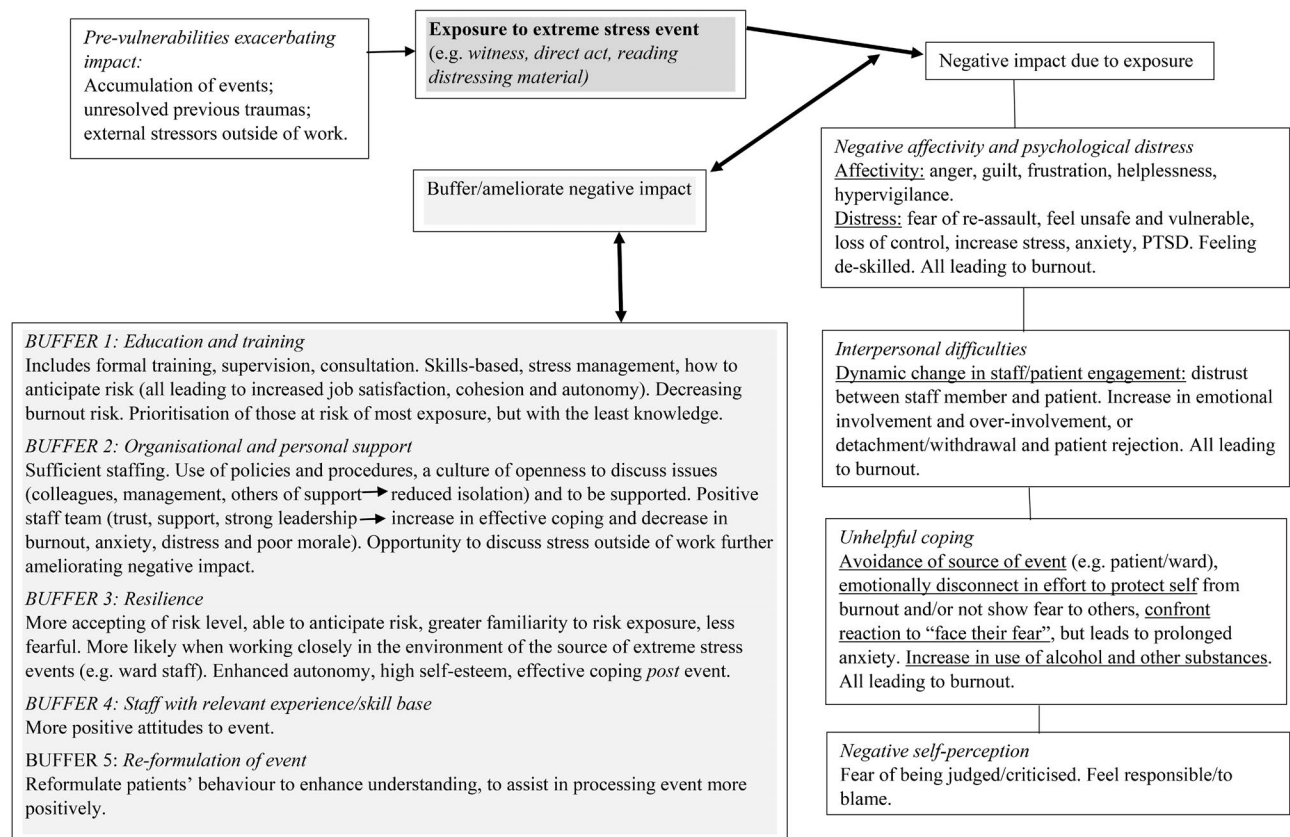 Pre-vulnerabilities exacerbating
impact:
Accumulation of events;
unresolved previous traumas;
external stressors outside of work.
Exposure to extreme stress event
(e.g. witness, direct act, reading
distressing material)
Negative impact due to exposure
Buffer/ameliorate negative impact
Negative affectivity and psychological distress
Affectivity: anger, guilt, frustration, helplessness,
hypervigilance.
Distress: fear of re-assault, feel unsafe and vulnerable,
loss of control, increase stress, anxiety, PTSD. Feeling
de-skilled. All leading to burnout.
Interpersonal difficulties
Dynamic change in staff/patient engagement: distrust
between staff member and patient. Increase in emotional
involvement and over-involvement, or
detachment/withdrawal and patient rejection. All leading
to burnout.
Unhelpful coping
Avoidance of source of event (e.g. patient/ward),
emotionally disconnect in effort to protect self from
burnout and/or not show fear to others, confront
reaction to “face their fear”, but leads to prolonged
anxiety. Increase in use of alcohol and other substances.
All leading to burnout.
Negative self-perception
Fear of being judged/criticised. Feel responsible/to
blame.
BUFFER 1: Education and training
Includes formal training, supervision, consultation. Skills-based, stress management, how to
anticipate risk (all leading to increased job satisfaction, cohesion and autonomy). Decreasing
burnout risk. Prioritisation of those at risk of most exposure, but with the least knowledge.
BUFFER 2: Organisational and personal support
Sufficient staffing. Use of policies and procedures, a culture of openness to discuss issues
(colleagues, management, others of support → reduced isolation) and to be supported. Positive
staff team (trust, support, strong leadership → increase in effective coping and decrease in
burnout, anxiety, distress and poor morale). Opportunity to discuss stress outside of work further
ameliorating negative impact.
BUFFER 3: Resilience
More accepting of risk level, able to anticipate risk, greater familiarity to risk exposure, less
fearful. More likely when working closely in the environment of the source of extreme stress
events (e.g. ward staff). Enhanced autonomy, high self-esteem, effective coping post event.
BUFFER 4: Staff with relevant experience/skill base
More positive attitudes to event.
BUFFER 5: Re-formulation of event
Reformulate patients’ behaviour to enhance understanding, to assist in processing event more
positively.